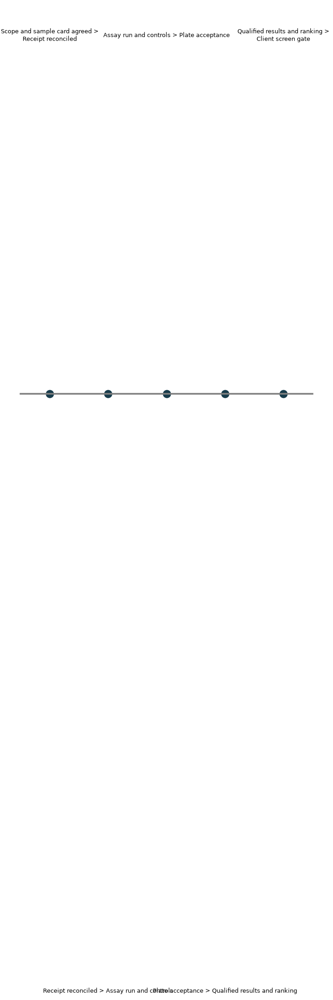 Scope and sample card agreed >
Receipt reconciled
Assay run and controls > Plate acceptance
Qualified results and ranking >
Client screen gate
Receipt reconciled > Assay run and controls
Plate acceptance > Qualified results and ranking